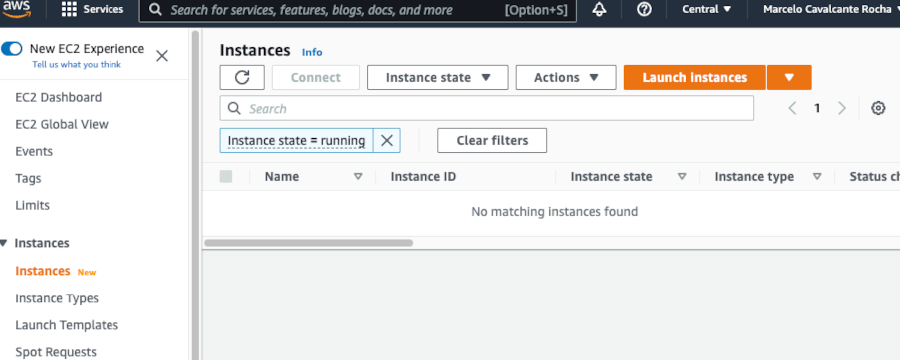 aws Services Search for services, features, blogs, docs, and more [Option+S] Central Marcelo Cavalcante Rocha
New EC2 Experience
Tell us what you think
EC2 Dashboard
EC2 Global View
Events
Tags
Limits
Instances
Instances New
Instance Types
Launch Templates
Spot Requests
Instances Info
Connect Instance state Actions Launch instances
Search 1
Instance state = running Clear filters
Name Instance ID Instance state Instance type Status ch
No matching instances found